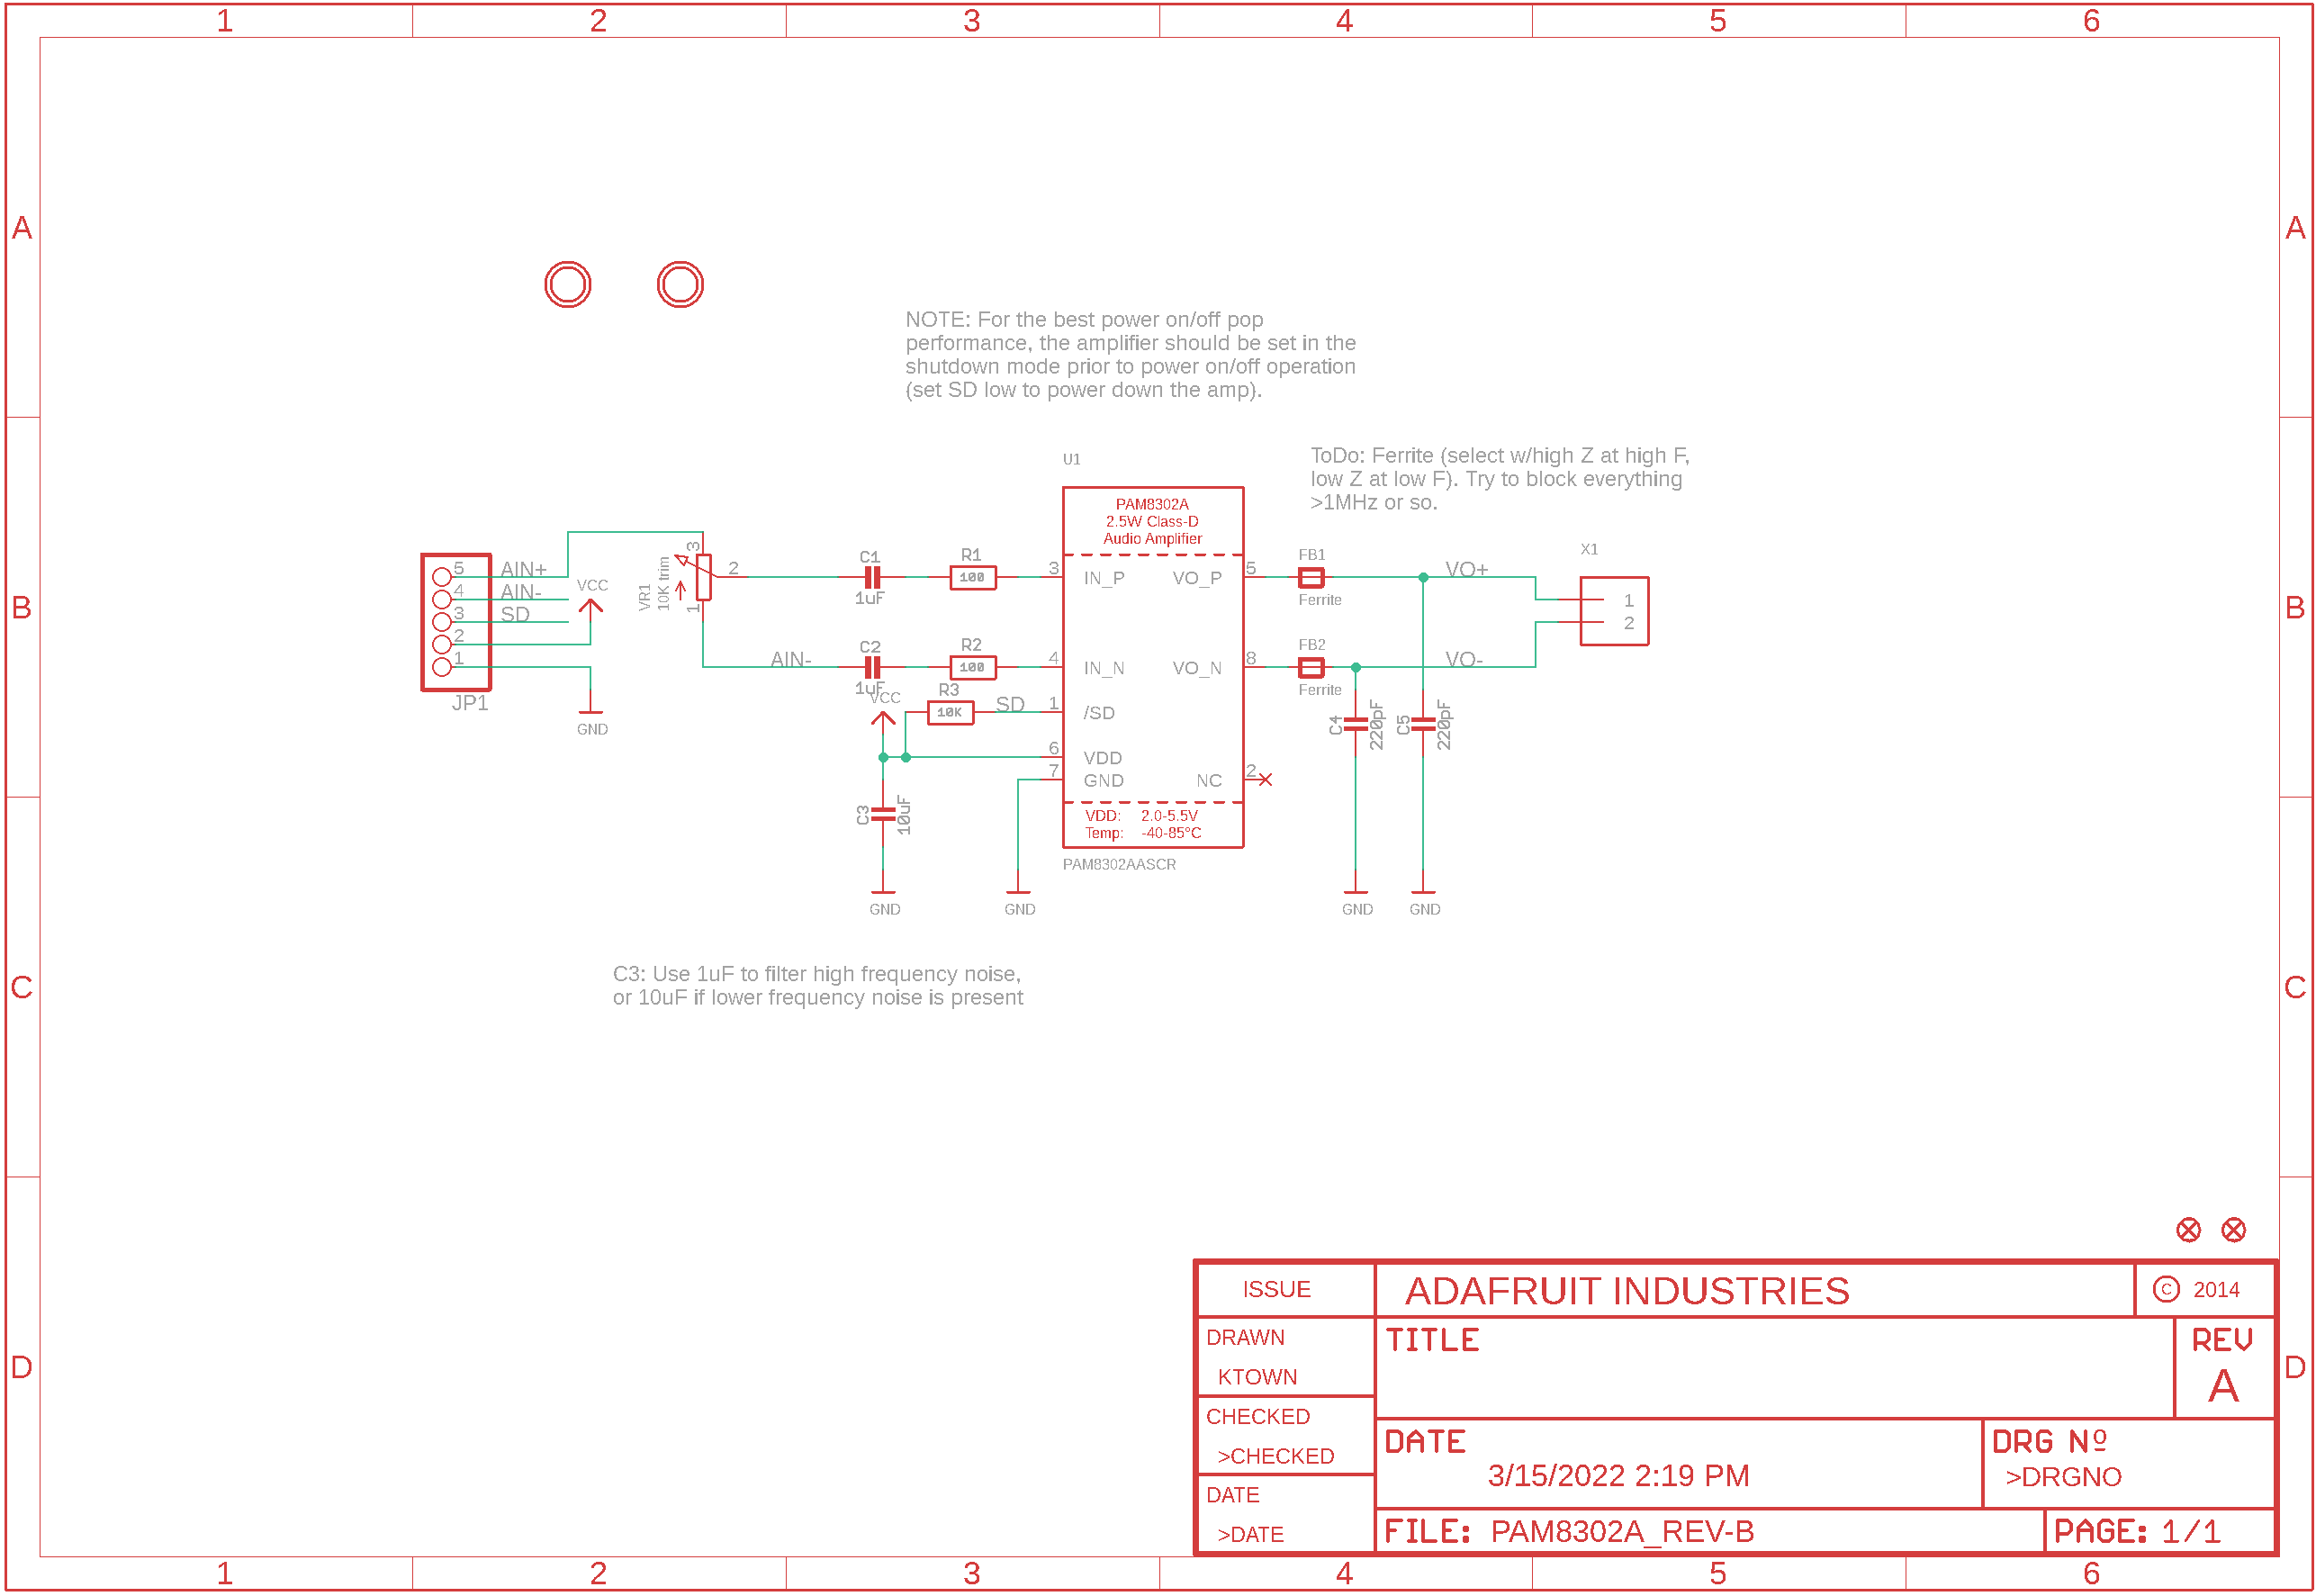 1 2 3 4 5 6
A A
NOTE: For the best power on/off pop
performance, the amplifier should be set in the
shutdown mode prior to power on/off operation
(set SD low to power down the amp).
ToDo: Ferrite (select w/high Z at high F,
low Z at low F). Try to block everything
>1MHz or so.
B B
JP1
5 AIN+
4 AIN-
3 SD
2
1
VCC
GND
VR1
10K trim
3
2
1
AIN-
C1
1uF
R1
100
C2
1uF
R2
100
VCC
R3
10K
SD
C3
10uF
GND
GND
U1
PAM8302A
2.5W Class-D
Audio Amplifier
3 IN_P VO_P 5
4 IN_N VO_N 8
1 /SD
6 VDD
7 GND NC 2
VDD: 2.0-5.5V
Temp: -40-85°C
PAM8302AASCR
FB1
Ferrite
FB2
Ferrite
VO+
VO-
X1
1
2
C4
220pF
C5
220pF
GND
GND
C C
C3: Use 1uF to filter high frequency noise,
or 10uF if lower frequency noise is present
D D
ISSUE
ADAFRUIT INDUSTRIES
© 2014
DRAWN
KTOWN
TITLE
REV
A
CHECKED
>CHECKED
DATE
3/15/2022 2:19 PM
DRG Nº
>DRGNO
DATE
>DATE
FILE: PAM8302A_REV-B
PAGE: 1/1
1 2 3 4 5 6